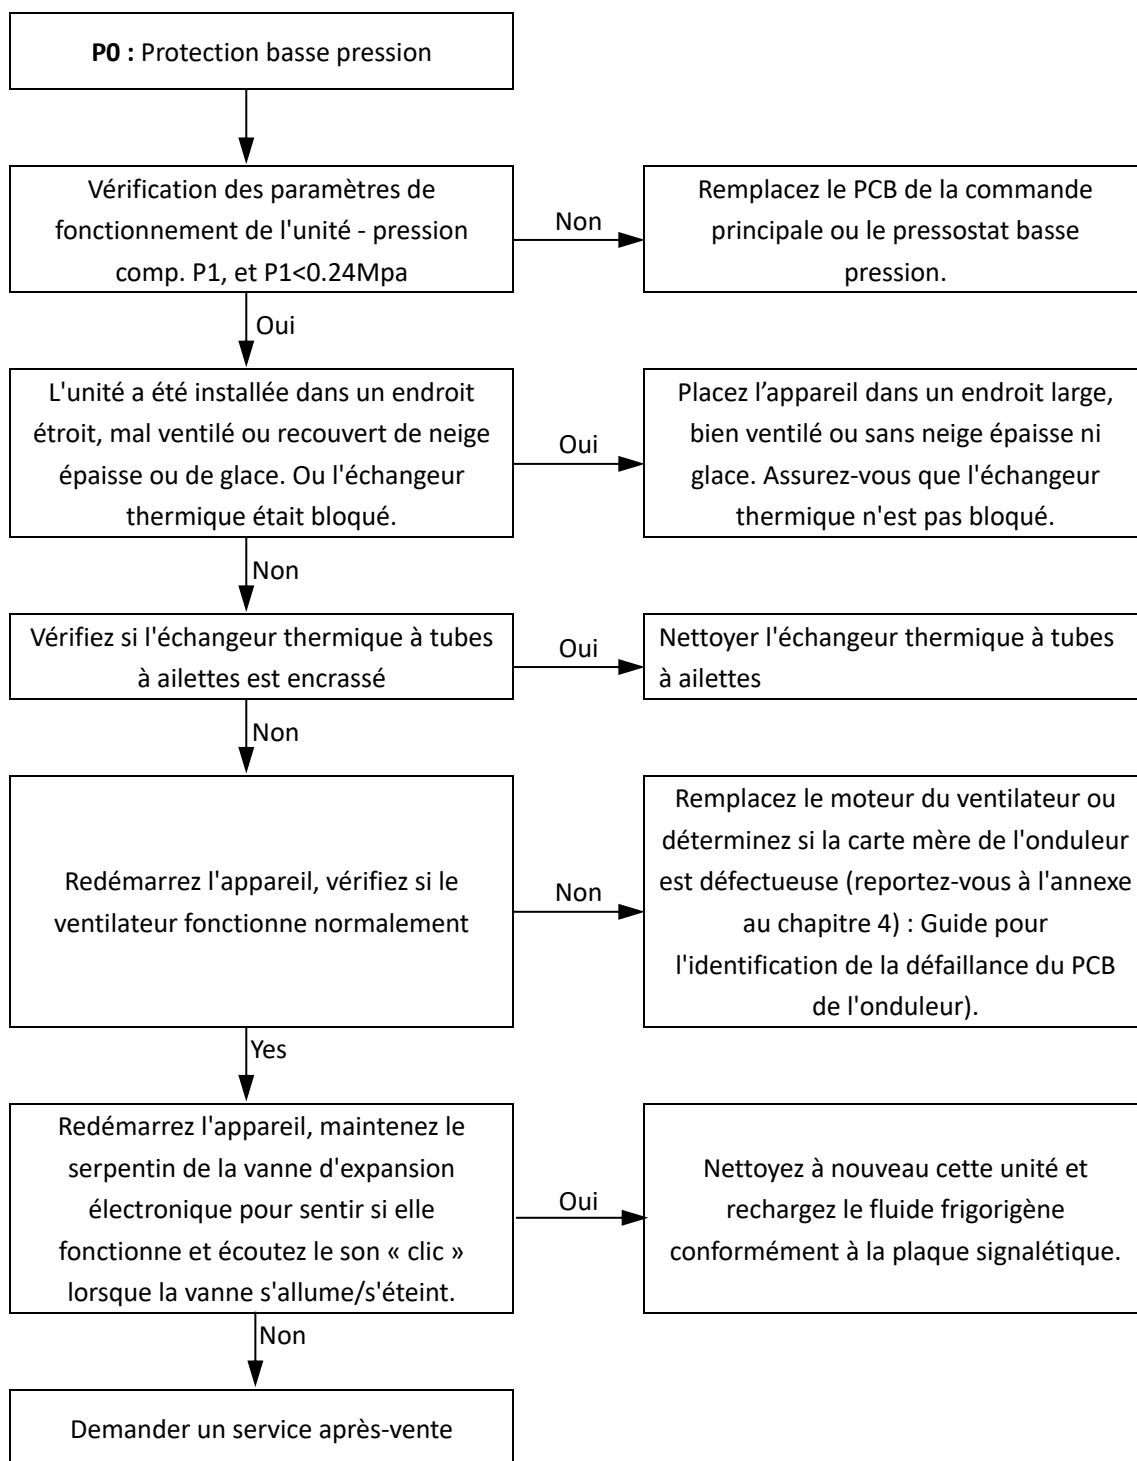 P0 : Protection basse pression
Vérification des paramètres de
fonctionnement de l'unité - pression
comp. P1, et P1<0.24Mpa
Non
Remplacez le PCB de la commande
principale ou le pressostat basse
pression.
Oui
L'unité a été installée dans un endroit
étroit, mal ventilé ou recouvert de neige
épaisse ou de glace. Ou l'échangeur
thermique était bloqué.
Oui
Placez l’appareil dans un endroit large,
bien ventilé ou sans neige épaisse ni
glace. Assurez-vous que l'échangeur
thermique n'est pas bloqué.
Non
Vérifiez si l'échangeur thermique à tubes
à ailettes est encrassé
Oui
Nettoyer l'échangeur thermique à tubes
à ailettes
Non
Redémarrez l'appareil, vérifiez si le
ventilateur fonctionne normalement
Non
Remplacez le moteur du ventilateur ou
déterminez si la carte mère de l'onduleur
est défectueuse (reportez-vous à l'annexe
au chapitre 4) : Guide pour
l'identification de la défaillance du PCB
de l'onduleur).
Yes
Redémarrez l'appareil, maintenez le
serpentin de la vanne d'expansion
électronique pour sentir si elle
fonctionne et écoutez le son « clic »
lorsque la vanne s'allume/s'éteint.
Oui
Nettoyez à nouveau cette unité et
rechargez le fluide frigorigène
conformément à la plaque signalétique.
Non
Demander un service après-vente